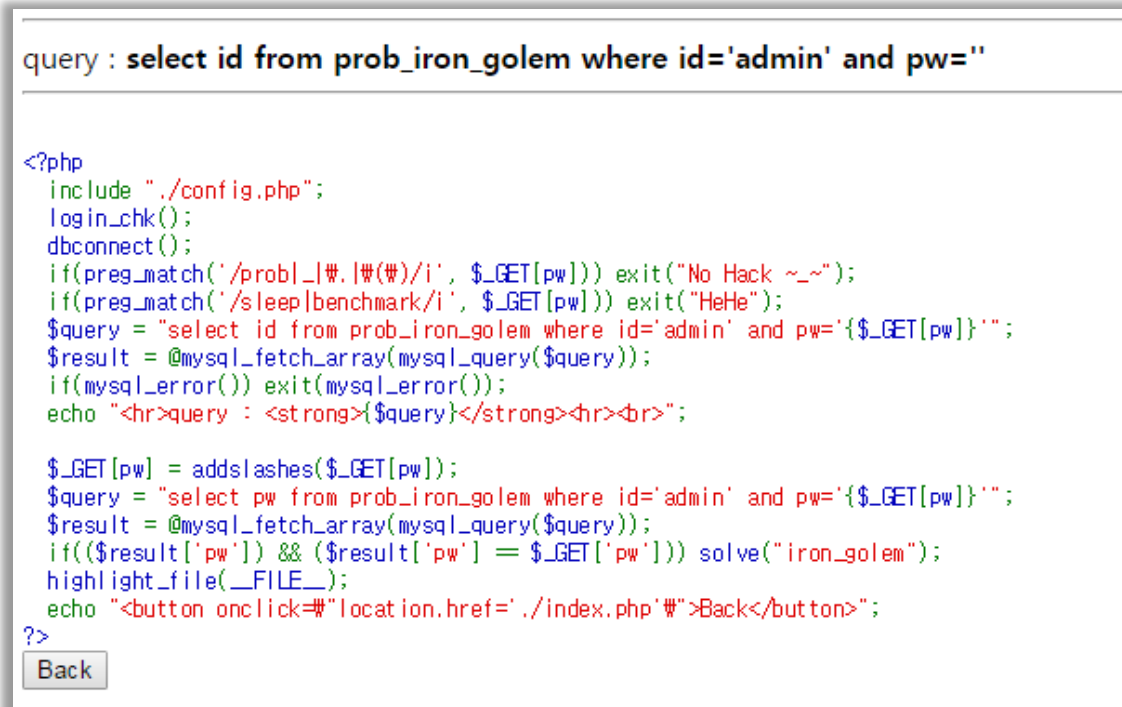 query : select id from prob_iron_golem where id='admin' and pw=''
<?php
include "./config.php";
login_chk();
dbconnect();
if(preg_match('/prob|_|₩.|₩(₩)/i', $_GET[pw])) exit("No Hack ~_~");
if(preg_match('/sleep|benchmark/i', $_GET[pw])) exit("HeHe");
$query = "select id from prob_iron_golem where id='admin' and pw='{$_GET[pw]}'";
$result = @mysql_fetch_array(mysql_query($query));
if(mysql_error()) exit(mysql_error());
echo "<hr>query : <strong>{$query}</strong><hr><br>";
$_GET[pw] = addslashes($_GET[pw]);
$query = "select pw from prob_iron_golem where id='admin' and pw='{$_GET[pw]}'";
$result = @mysql_fetch_array(mysql_query($query));
if(($result['pw']) && ($result['pw'] == $_GET['pw'])) solve("iron_golem");
highlight_file(__FILE__);
echo "<button onclick=₩"location.href='./index.php'₩">Back</button>";
?>
Back